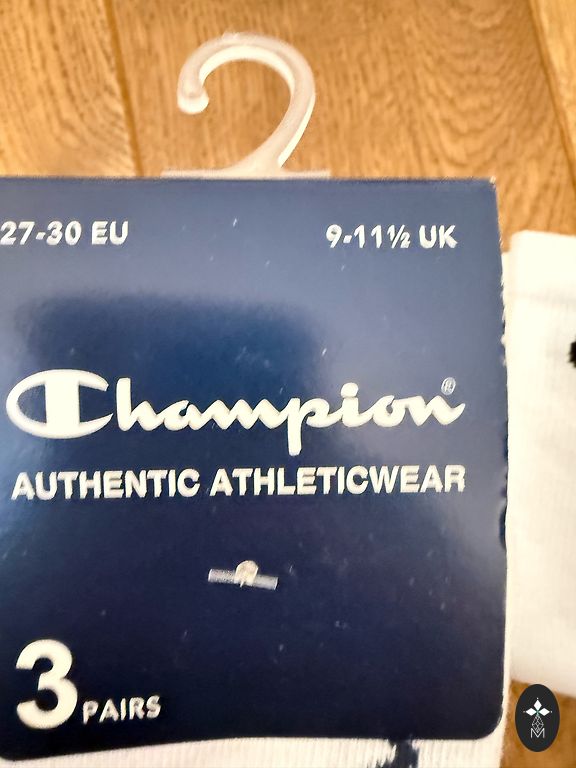 27-30 EU 9-11½ UK
Champion®
AUTHENTIC ATHLETICWEAR
3 PAIRS